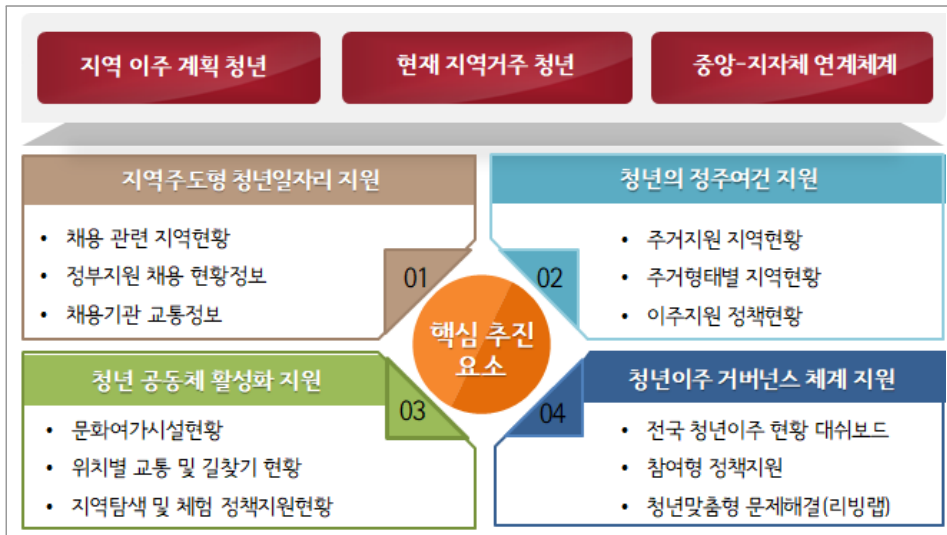 지역 이주 계획 청년
현재 지역거주 청년
중앙-지자체 연계체계
지역주도형 청년일자리 지원
• 채용 관련 지역현황
• 정부지원 채용 현황정보
• 채용기관 교통정보
01
청년의 정주여건 지원
• 주거지원 지역현황
• 주거형태별 지역현황
• 이주지원 정책현황
02
핵심 추진
요소
청년 공동체 활성화 지원
• 문화여가시설현황
• 위치별 교통 및 길찾기 현황
• 지역탐색 및 체험 정책지원현황
03
청년이주 거버넌스 체계 지원
• 전국 청년이주 현황 대쉬보드
• 참여형 정책지원
• 청년맞춤형 문제해결(리빙랩)
04